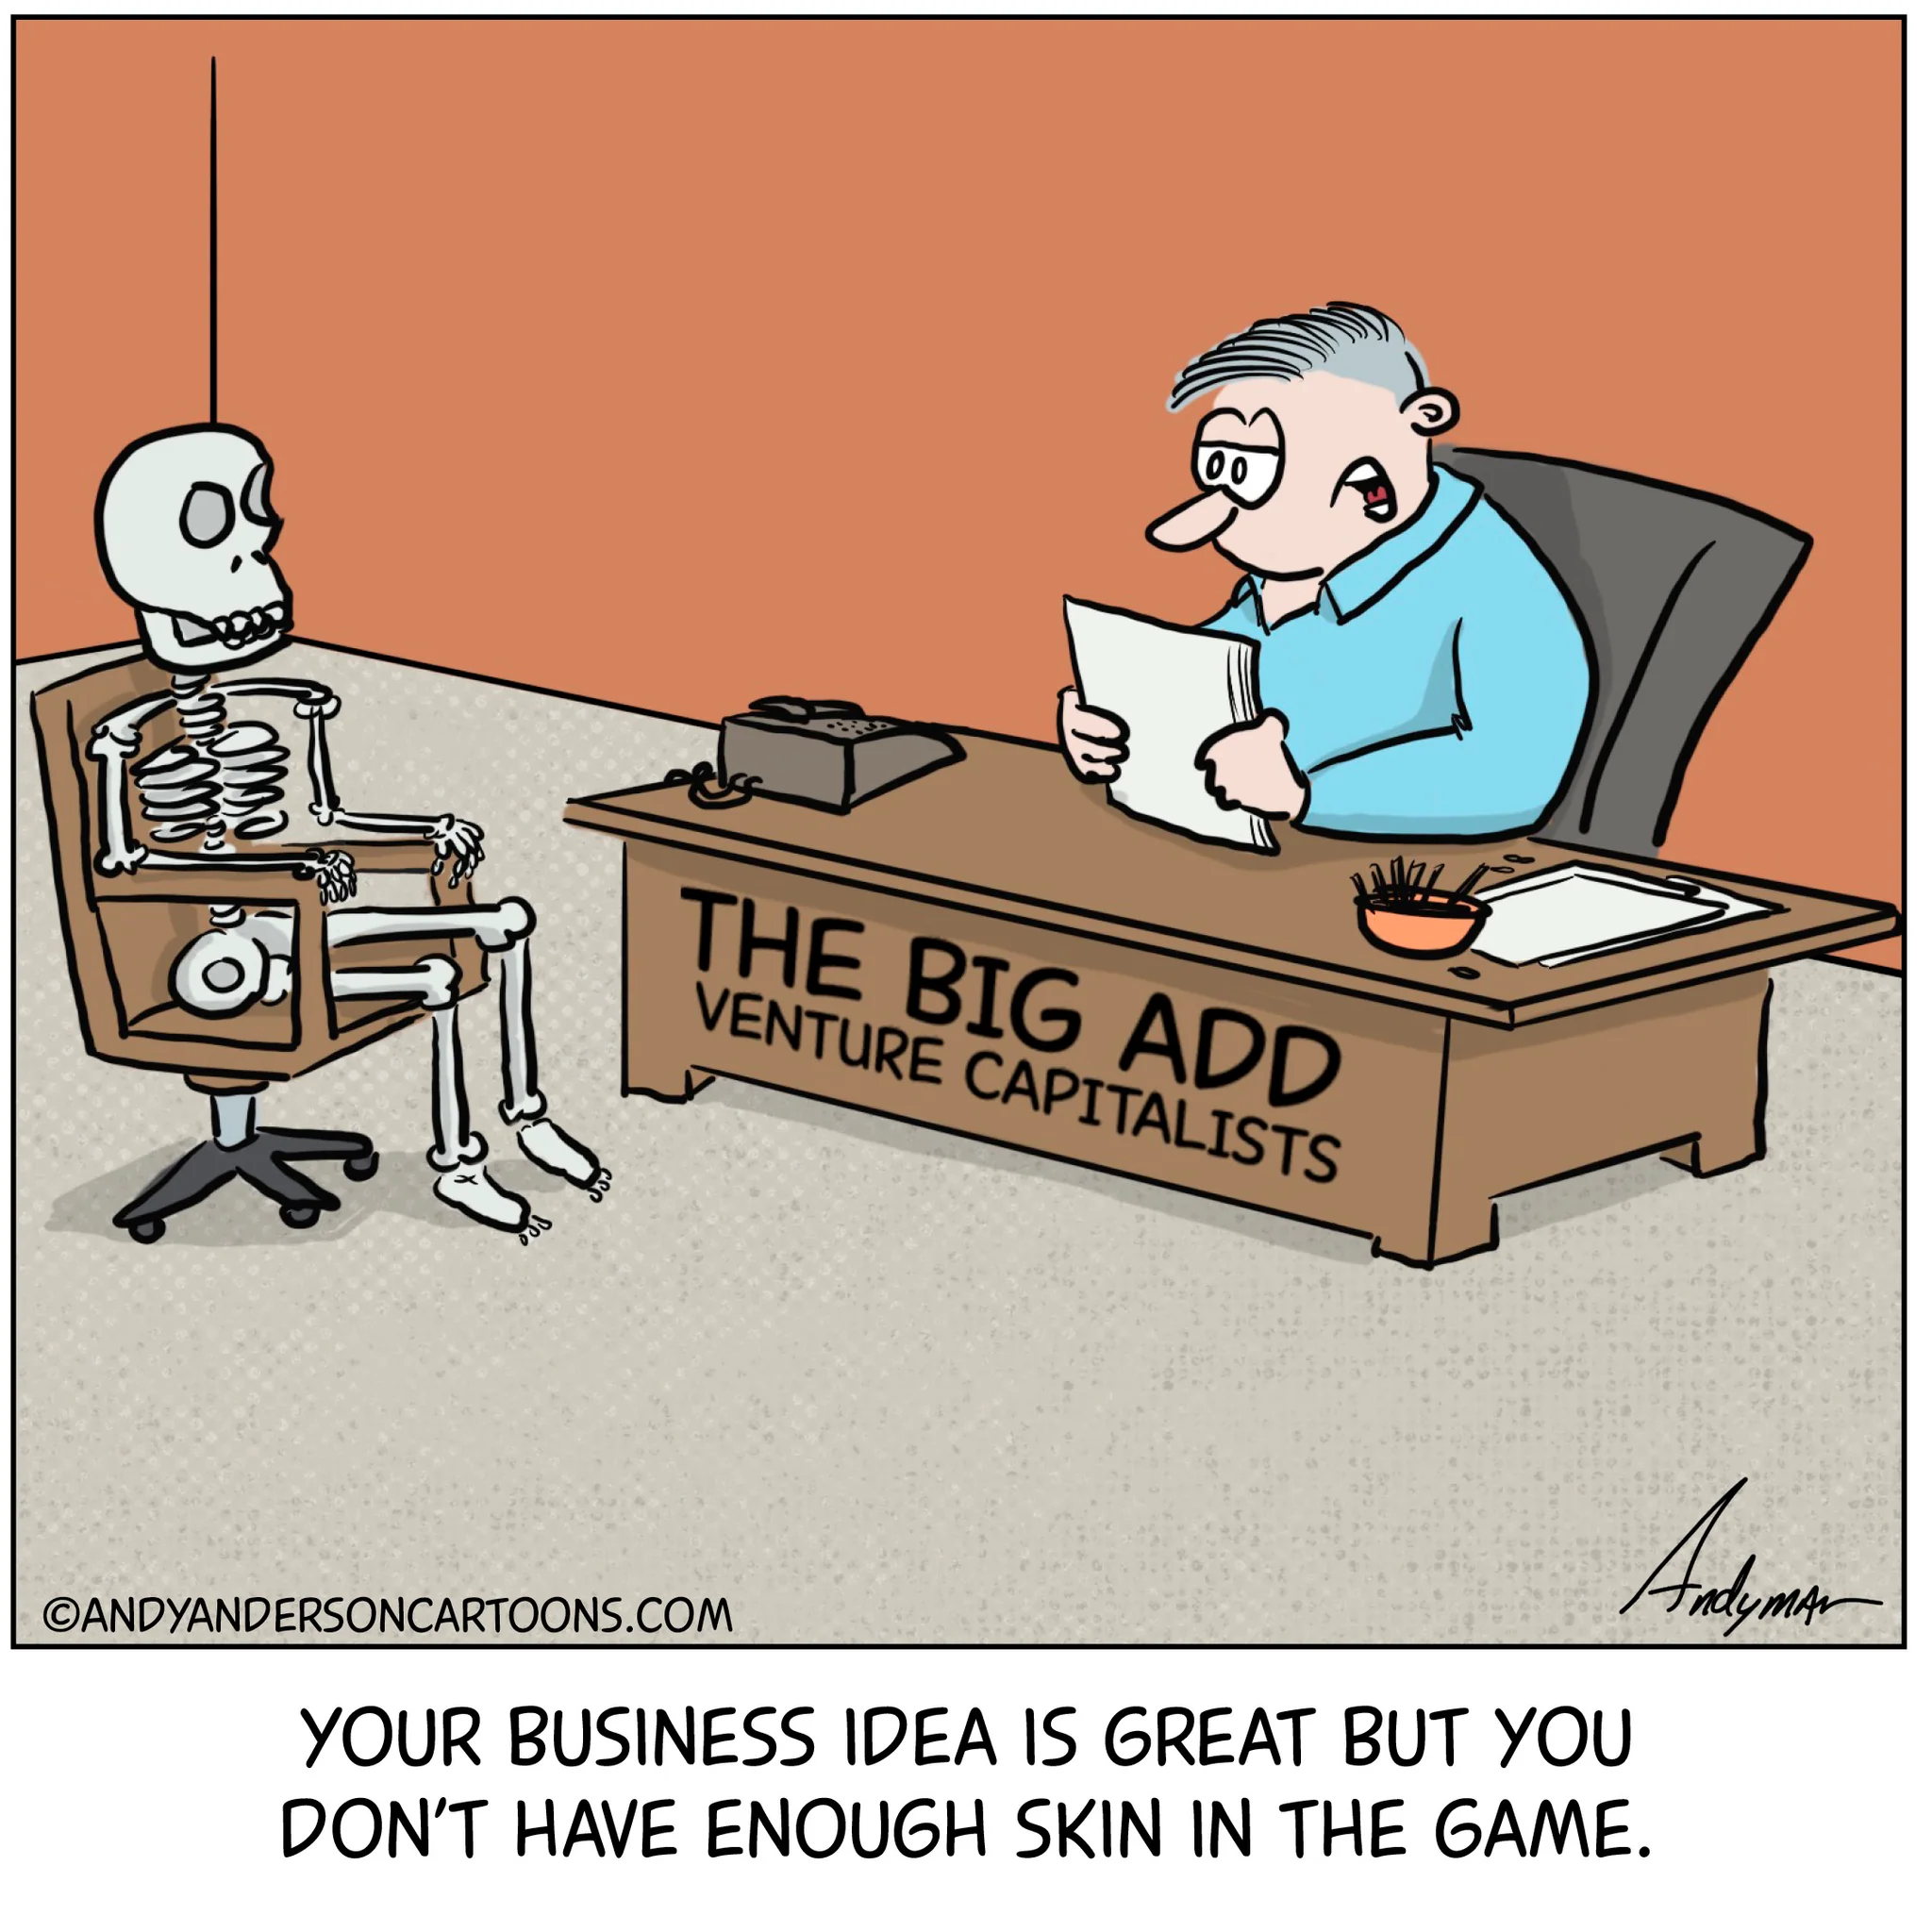 THE BIG ADD
VENTURE CAPITALISTS
©ANDYANDERSONCARTOONS.COM
Andyman
YOUR BUSINESS IDEA IS GREAT BUT YOU
DON'T HAVE ENOUGH SKIN IN THE GAME.